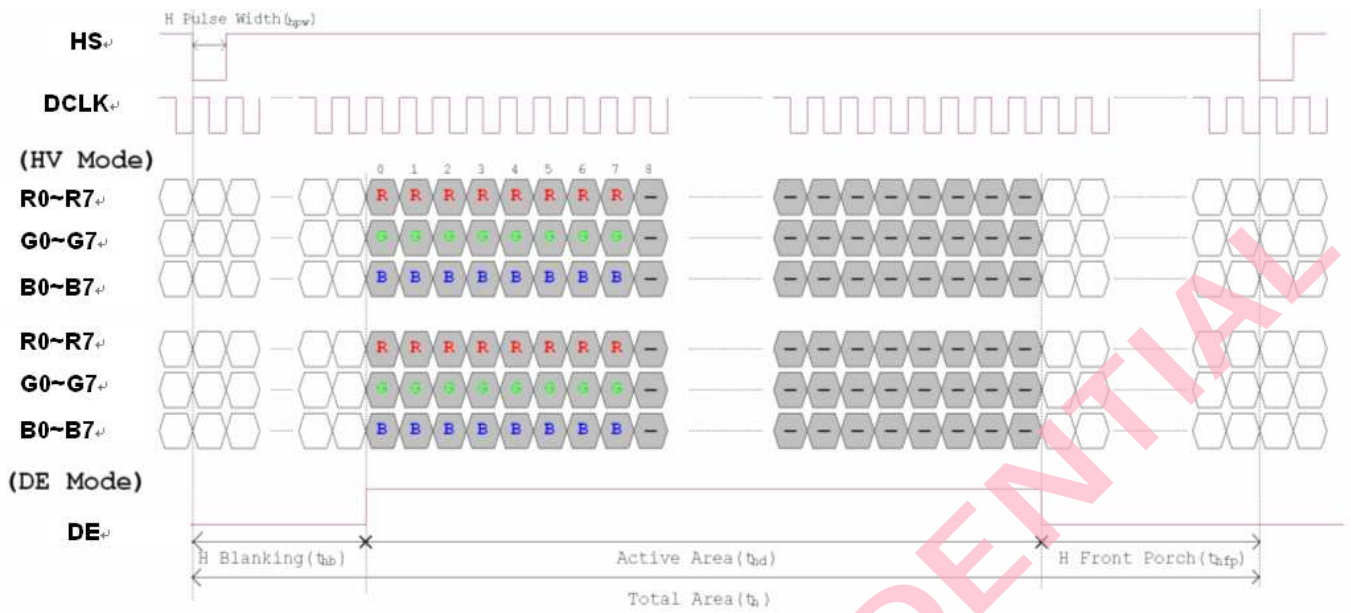 H Pulse Width(thpw)
HS
DCLK
(HV Mode)
0 1 2 3 4 5 6 7 8
R0~R7 R R R R R R R R - - - - - - - - -
G0~G7 G G G G G G G G - - - - - - - - -
B0~B7 B B B B B B B B - - - - - - - - -
R0~R7 R R R R R R R R - - - - - - - - -
G0~G7 G G G G G G G G - - - - - - - - -
B0~B7 B B B B B B B B - - - - - - - - -
(DE Mode)
DE
H Blanking(thb) Active Area(thd) H Front Porch(thfp)
Total Area(th)
DENTIAL